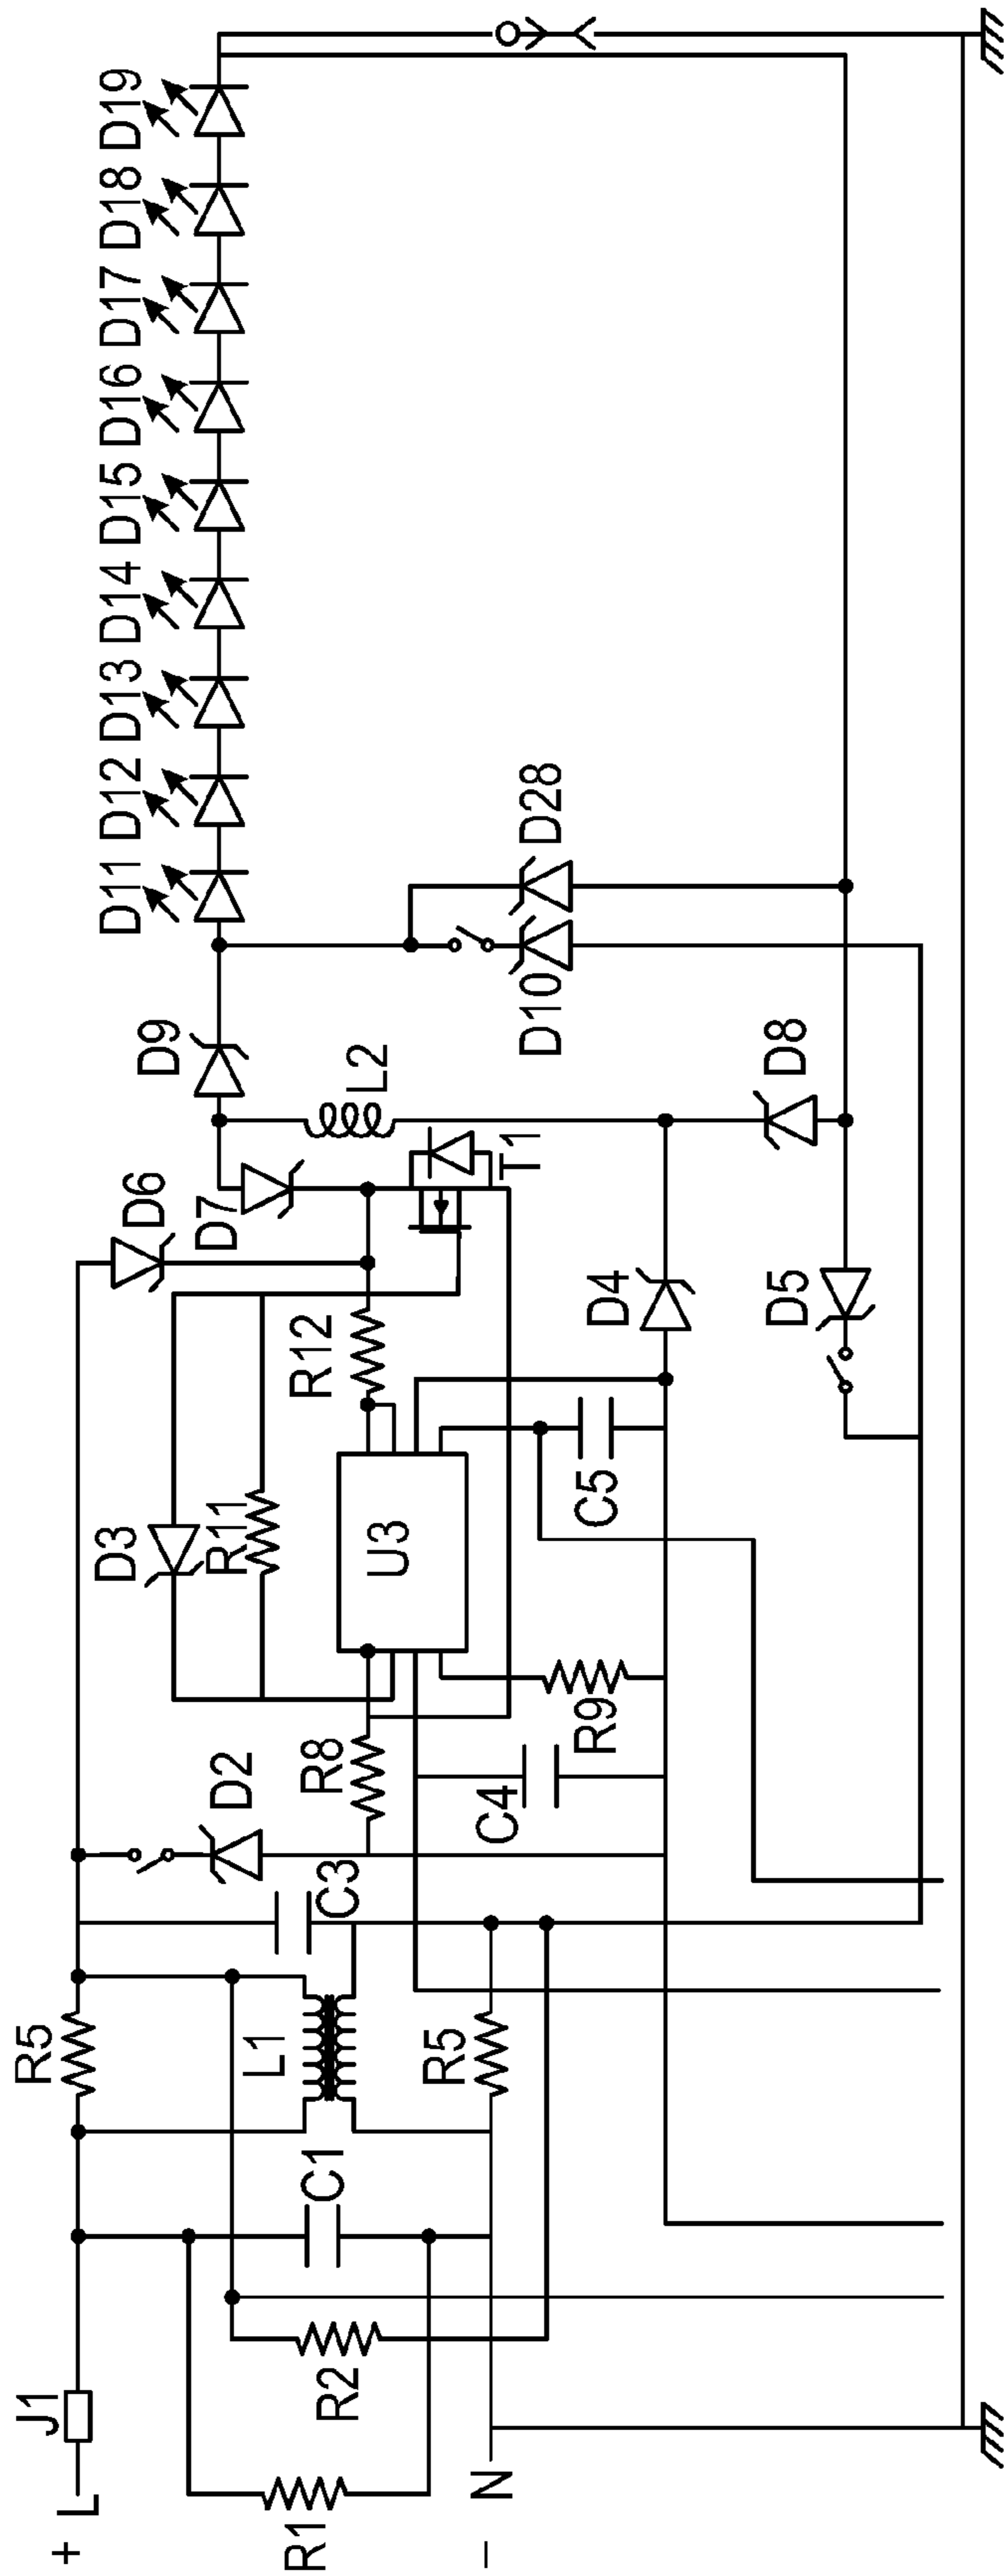 + L
J1
R5
D2
D3
D6
D9
D11
D12
D13
D14
D15
D16
D17
D18
D19
R11
D7
R1
R2
C1
L1
C3
R8
U3
R12
T1
L2
D10
D28
− N
R5
C4
R9
C5
D4
D5
D8